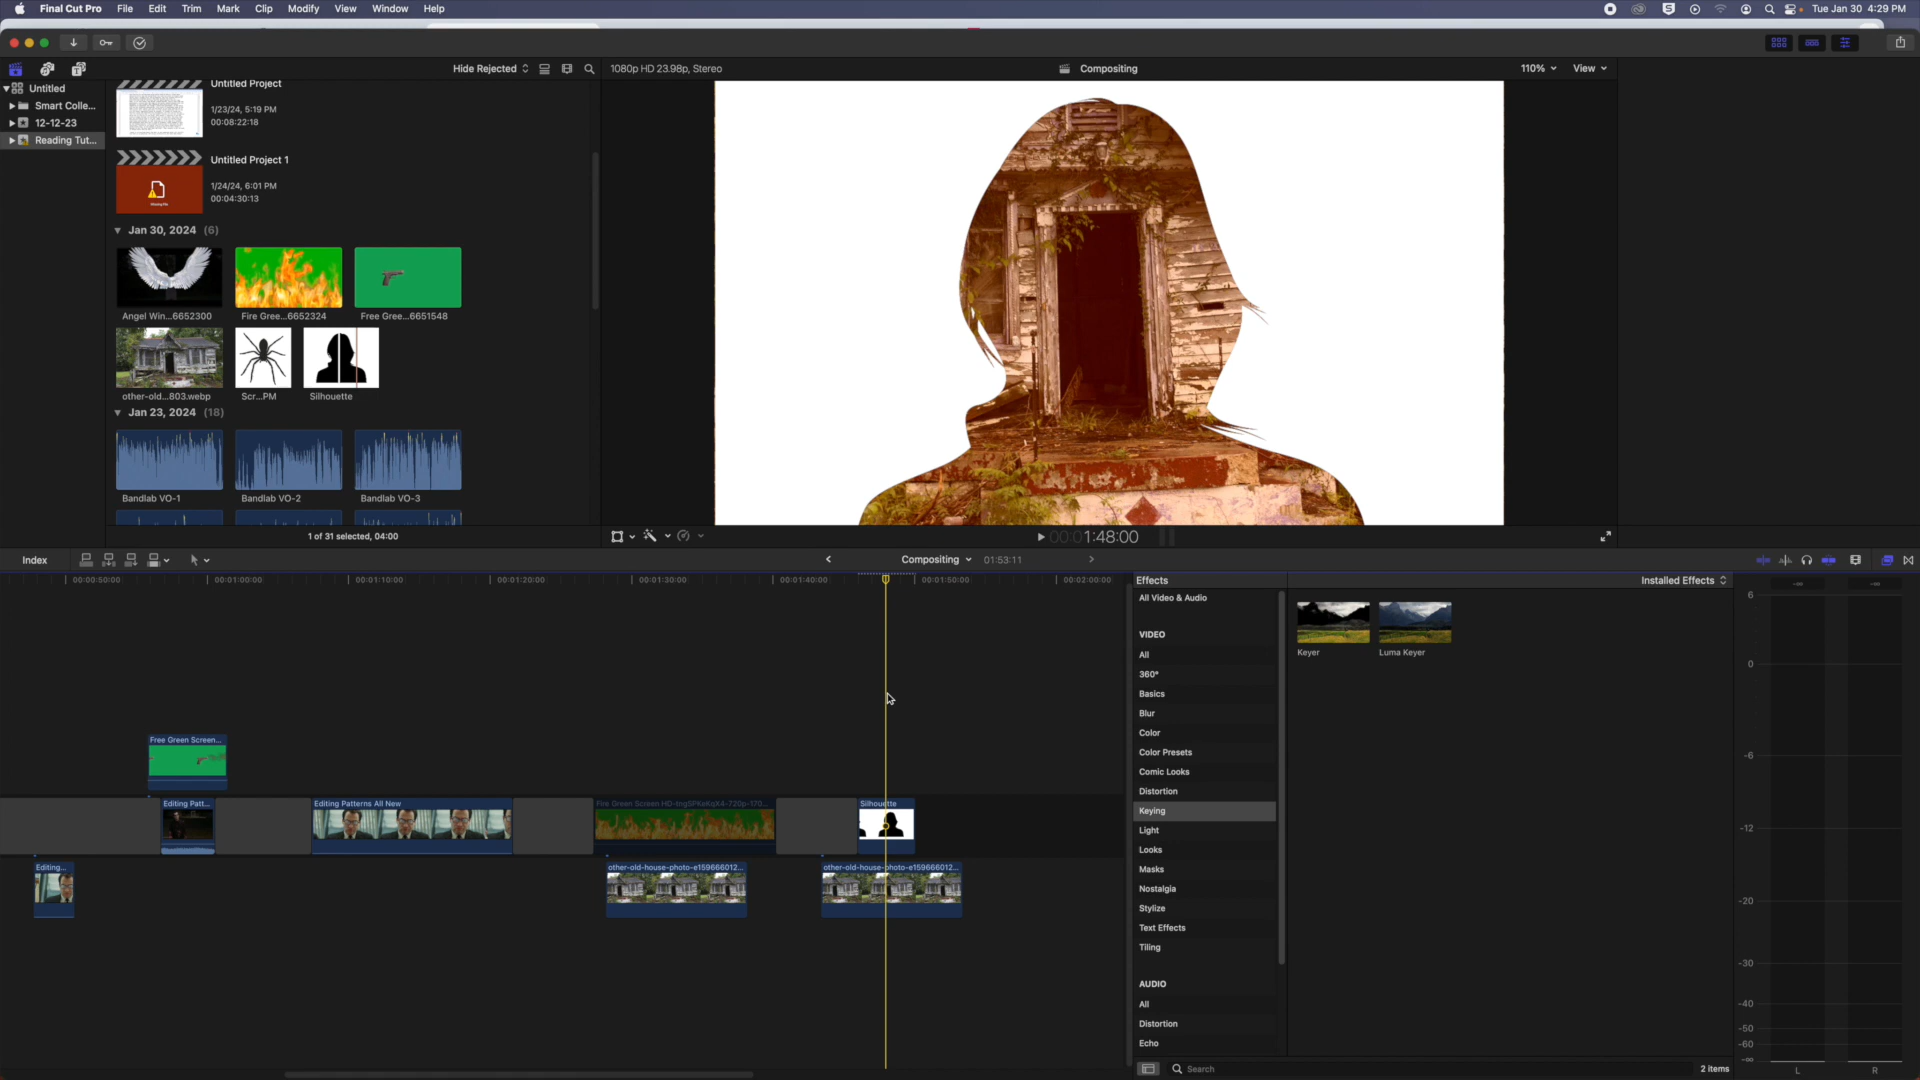 Final Cut Pro File Edit Trim Mark Clip Modify View Window Help
Tue Jan 30 4:29 PM
Hide Rejected
1080p HD 23.98p, Stereo
Compositing
110%
View
Untitled
Smart Colle...
12-12-23
Reading Tut...
Untitled Project
1/23/24, 5:19 PM
00:08:22:18
Untitled Project 1
1/24/24, 6:01 PM
00:04:30:13
Jan 30, 2024 (6)
Angel Win...6652300
Fire Gree...6652324
Free Gree...6651548
other-old...803.webp
Scr...PM
Silhouette
Jan 23, 2024 (18)
Bandlab VO-1
Bandlab VO-2
Bandlab VO-3
1 of 31 selected, 04:00
00:01:48:00
Index
Compositing
01:53:11
00:00:50:00
00:01:00:00
00:01:10:00
00:01:20:00
00:01:30:00
00:01:40:00
00:01:50:00
00:02:00:00
Free Green Screen...
Editing Patt...
Editing Patterns All New
Fire Green Screen HD-tngSFKeKqX4-720p-170...
Silhouette
Editing...
other-old-house-photo-e159666012...
other-old-house-photo-e159666012...
Effects
Installed Effects
All Video & Audio
VIDEO
All
360°
Basics
Blur
Color
Color Presets
Comic Looks
Distortion
Keying
Light
Looks
Masks
Nostalgia
Stylize
Text Effects
Tiling
AUDIO
All
Distortion
Echo
Keyer
Luma Keyer
Search
2 items
-∞
-∞
6
0
-6
-12
-20
-30
-40
-50
-60
-∞
L
R